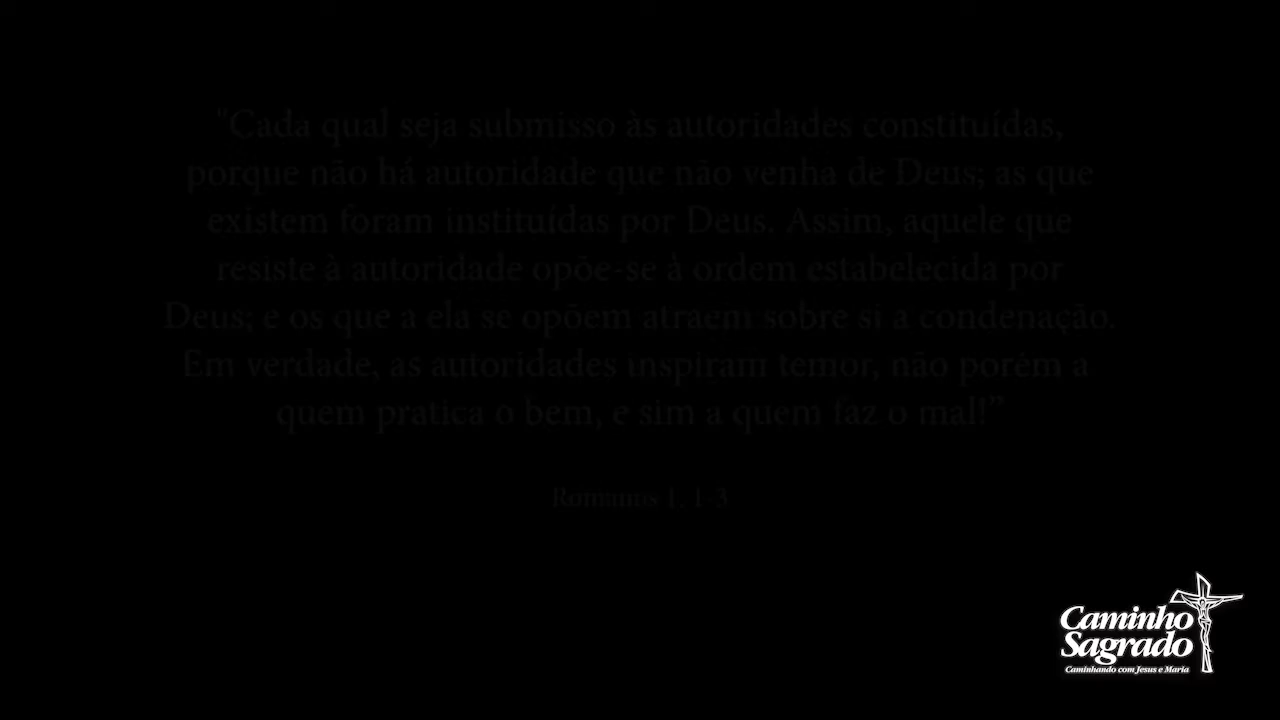 "Cada qual seja submisso às autoridades constituídas,
porque não há autoridade que não venha de Deus; as que
existem foram instituídas por Deus. Assim, aquele que
resiste à autoridade opõe-se à ordem estabelecida por
Deus; e os que a ela se opõem atraem sobre si a condenação.
Em verdade, as autoridades inspiram temor, não porém a
quem pratica o bem, e sim a quem faz o mal!”
Romanos 1, 1-3
Caminho
Sagrado
Caminhando com Jesus e Maria